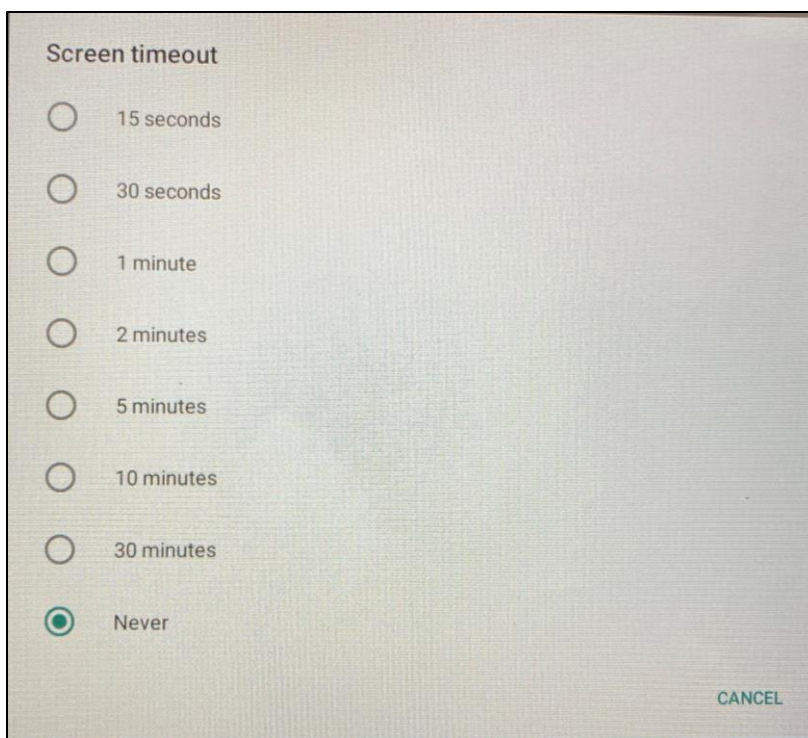 Screen timeout
15 seconds
30 seconds
1 minute
2 minutes
5 minutes
10 minutes
30 minutes
Never
CANCEL